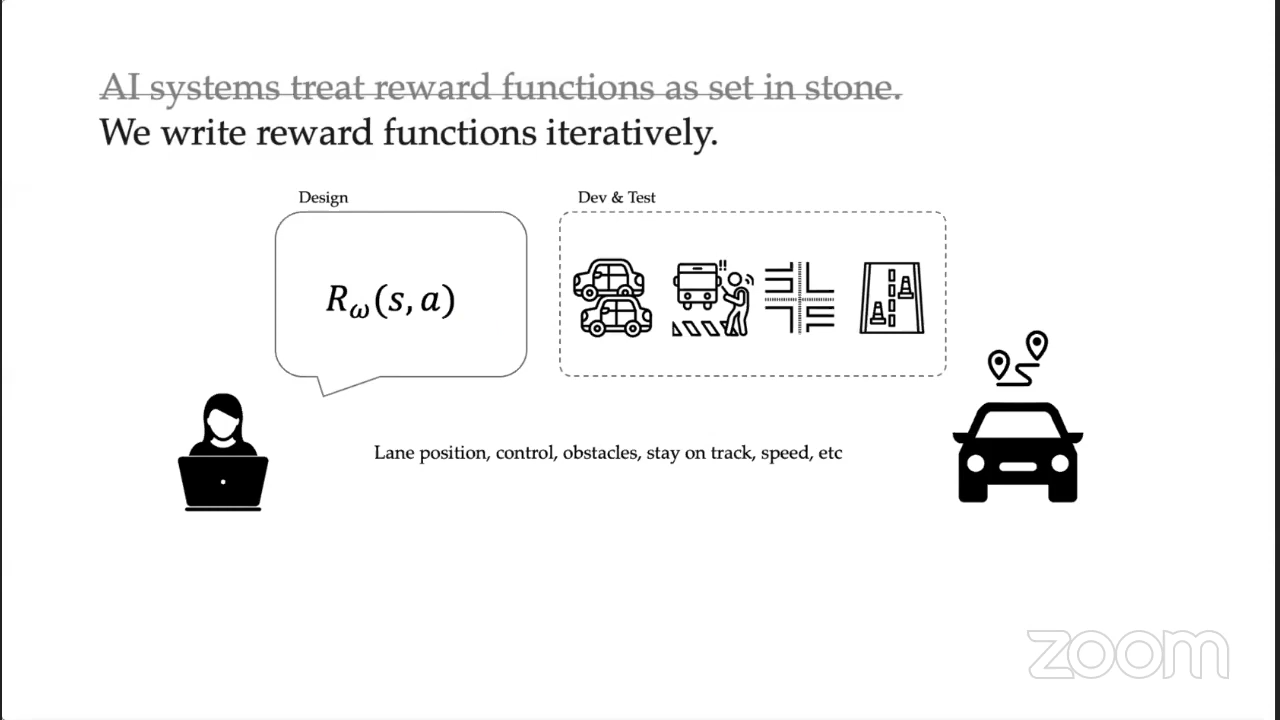 AI systems treat reward functions as set in stone.
We write reward functions iteratively.
Design
Dev & Test
R_ω(s, a)
!!
Lane position, control, obstacles, stay on track, speed, etc
zoom